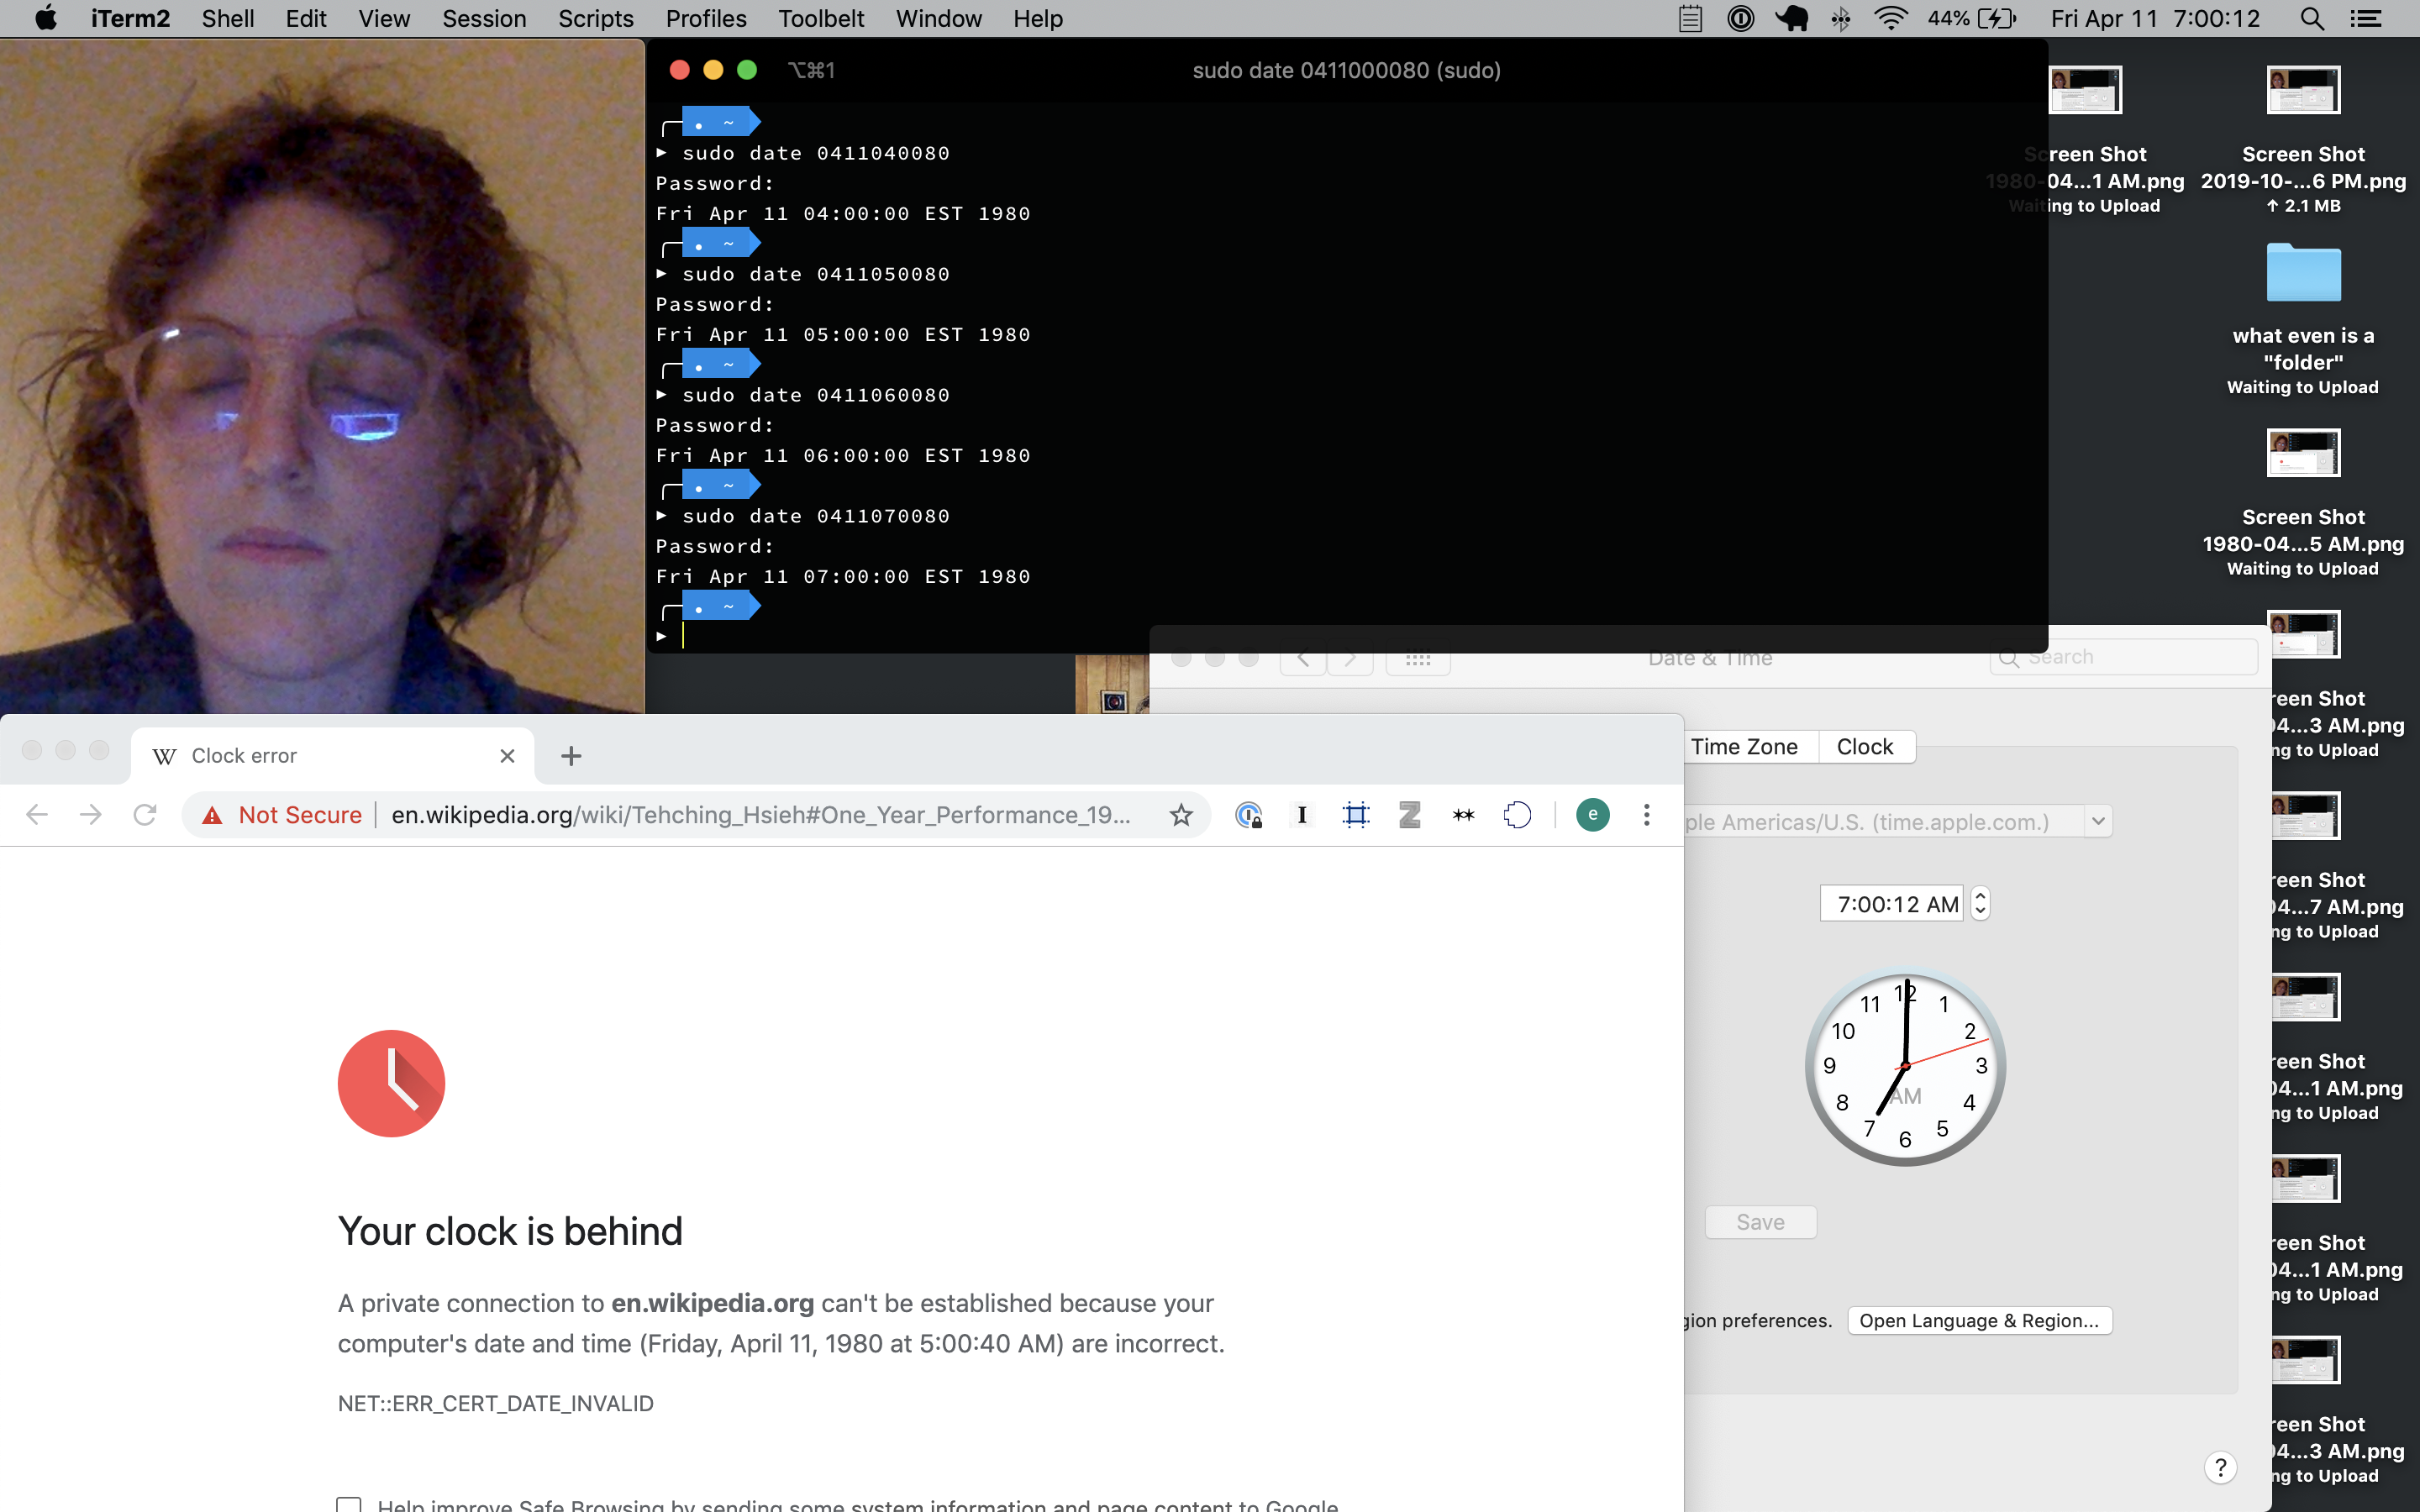 iTerm2 Shell Edit View Session Scripts Profiles Toolbelt Window Help 44% Fri Apr 11 7:00:12
⌥⌘1 sudo date 0411000080 (sudo)
. ~
▶ sudo date 0411040080
Password:
Fri Apr 11 04:00:00 EST 1980
. ~
▶ sudo date 0411050080
Password:
Fri Apr 11 05:00:00 EST 1980
. ~
▶ sudo date 0411060080
Password:
Fri Apr 11 06:00:00 EST 1980
. ~
▶ sudo date 0411070080
Password:
Fri Apr 11 07:00:00 EST 1980
. ~
▶
Screen Shot
1980-04...1 AM.png
Waiting to Upload
Screen Shot
2019-10-...6 PM.png
↑ 2.1 MB
what even is a
"folder"
Waiting to Upload
Screen Shot
1980-04...5 AM.png
Waiting to Upload
reen Shot
04...3 AM.png
ng to Upload
reen Shot
04...7 AM.png
ng to Upload
reen Shot
04...1 AM.png
ng to Upload
reen Shot
04...1 AM.png
ng to Upload
reen Shot
04...3 AM.png
ng to Upload
Date & Time Search
Time Zone Clock
ple Americas/U.S. (time.apple.com.)
7:00:12 AM
12
11 1
10 2
9 3
AM
8 4
7 5
6
Save
gion preferences. Open Language & Region...
?
W Clock error
Not Secure en.wikipedia.org/wiki/Tehching_Hsieh#One_Year_Performance_19... I Z e
Your clock is behind
A private connection to en.wikipedia.org can't be established because your
computer's date and time (Friday, April 11, 1980 at 5:00:40 AM) are incorrect.
NET::ERR_CERT_DATE_INVALID
Help improve Safe Browsing by sending some system information and page content to Google